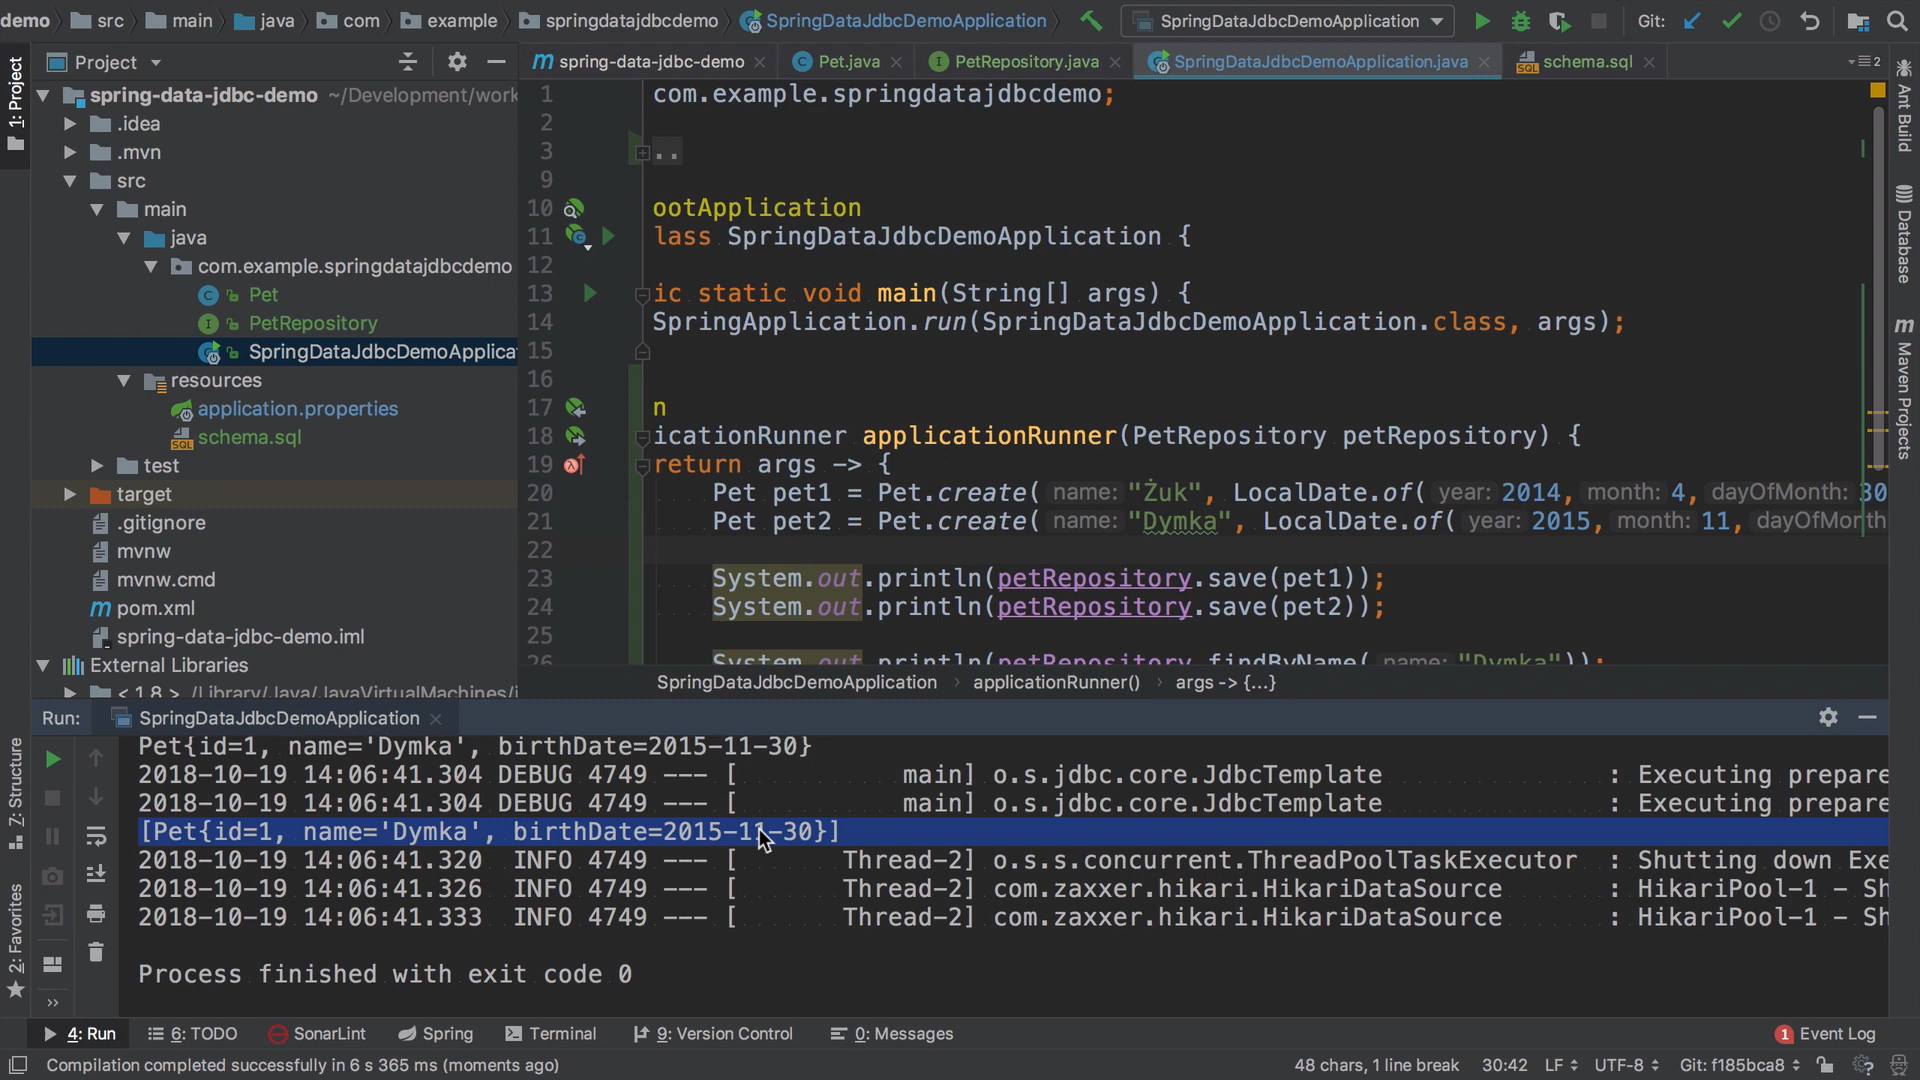 demo src main java com example springdatajdbcdemo SpringDataJdbcDemoApplication SpringDataJdbcDemoApplication Git:
Project
spring-data-jdbc-demo Pet.java PetRepository.java SpringDataJdbcDemoApplication.java schema.sql 2
1: Project
Z: Structure
2: Favorites
spring-data-jdbc-demo ~/Development/work
.idea
.mvn
src
main
java
com.example.springdatajdbcdemo
Pet
PetRepository
SpringDataJdbcDemoApplica
resources
application.properties
schema.sql
test
target
.gitignore
mvnw
mvnw.cmd
pom.xml
spring-data-jdbc-demo.iml
External Libraries
< 1.8 > /Library/Java/JavaVirtualMachines/j
1 com.example.springdatajdbcdemo;
2
3 ..
9
10 ootApplication
11 lass SpringDataJdbcDemoApplication {
12
13 ic static void main(String[] args) {
14 SpringApplication.run(SpringDataJdbcDemoApplication.class, args);
15
16
17 n
18 icationRunner applicationRunner(PetRepository petRepository) {
19 return args -> {
20 Pet pet1 = Pet.create( name: "Żuk", LocalDate.of( year: 2014, month: 4, dayOfMonth: 30
21 Pet pet2 = Pet.create( name: "Dymka", LocalDate.of( year: 2015, month: 11, dayOfMonth
22
23 System.out.println(petRepository.save(pet1));
24 System.out.println(petRepository.save(pet2));
25
26 System.out.println(petRepository.findByName( name: "Dymka"));
SpringDataJdbcDemoApplication › applicationRunner() › args -> {...}
Ant Build
Database
Maven Projects
Run: SpringDataJdbcDemoApplication
Pet{id=1, name='Dymka', birthDate=2015-11-30}
2018-10-19 14:06:41.304 DEBUG 4749 --- [ main] o.s.jdbc.core.JdbcTemplate : Executing prepare
2018-10-19 14:06:41.304 DEBUG 4749 --- [ main] o.s.jdbc.core.JdbcTemplate : Executing prepare
[Pet{id=1, name='Dymka', birthDate=2015-11-30}]
2018-10-19 14:06:41.320 INFO 4749 --- [ Thread-2] o.s.s.concurrent.ThreadPoolTaskExecutor : Shutting down Exe
2018-10-19 14:06:41.326 INFO 4749 --- [ Thread-2] com.zaxxer.hikari.HikariDataSource : HikariPool-1 - Sh
2018-10-19 14:06:41.333 INFO 4749 --- [ Thread-2] com.zaxxer.hikari.HikariDataSource : HikariPool-1 - Sh
Process finished with exit code 0
4: Run 6: TODO SonarLint Spring Terminal 9: Version Control 0: Messages 1 Event Log
Compilation completed successfully in 6 s 365 ms (moments ago) 48 chars, 1 line break 30:42 LF UTF-8 Git: f185bca8